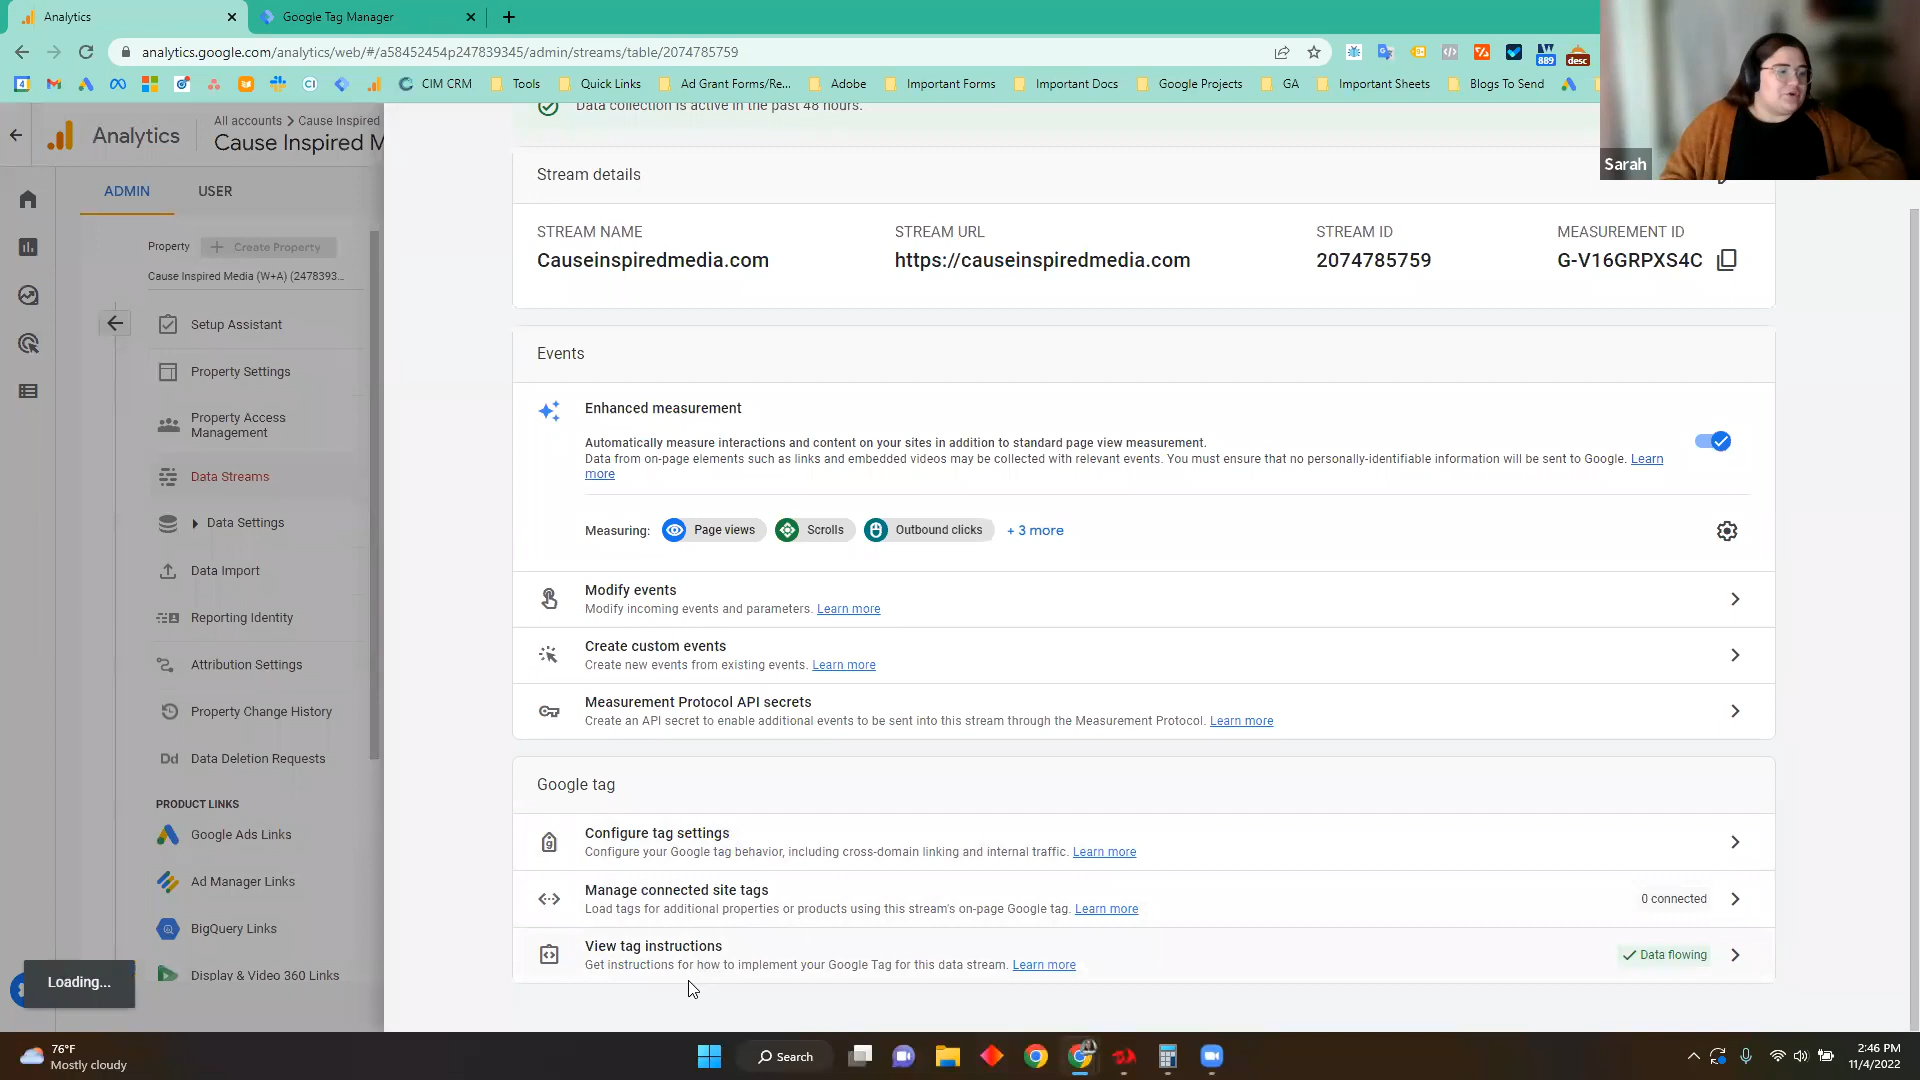 Analytics
Google Tag Manager
analytics.google.com/analytics/web/#/a58452454p247839345/admin/streams/table/2074785759
CIM CRM
Tools
Quick Links
Ad Grant Forms/Re...
Adobe
Important Forms
Important Docs
Google Projects
GA
Important Sheets
Blogs To Send
889
desc
Sarah
Analytics
All accounts > Cause Inspired
Cause Inspired M
ADMIN
USER
Property
Create Property
Cause Inspired Media (W+A) (2478393...
Setup Assistant
Property Settings
Property Access
Management
Data Streams
Data Settings
Data Import
Reporting Identity
Attribution Settings
Property Change History
Dd Data Deletion Requests
PRODUCT LINKS
Google Ads Links
Ad Manager Links
BigQuery Links
Display & Video 360 Links
Loading...
Data collection is active in the past 48 hours.
Stream details
STREAM NAME
Causeinspiredmedia.com
STREAM URL
https://causeinspiredmedia.com
STREAM ID
2074785759
MEASUREMENT ID
G-V16GRPXS4C
Events
Enhanced measurement
Automatically measure interactions and content on your sites in addition to standard page view measurement.
Data from on-page elements such as links and embedded videos may be collected with relevant events. You must ensure that no personally-identifiable information will be sent to Google. Learn
more
Measuring:
Page views
Scrolls
Outbound clicks
+ 3 more
Modify events
Modify incoming events and parameters. Learn more
Create custom events
Create new events from existing events. Learn more
Measurement Protocol API secrets
Create an API secret to enable additional events to be sent into this stream through the Measurement Protocol. Learn more
Google tag
Configure tag settings
Configure your Google tag behavior, including cross-domain linking and internal traffic. Learn more
Manage connected site tags
Load tags for additional properties or products using this stream's on-page Google tag. Learn more
0 connected
View tag instructions
Get instructions for how to implement your Google Tag for this data stream. Learn more
Data flowing
76°F
Mostly cloudy
Search
2:46 PM
11/4/2022